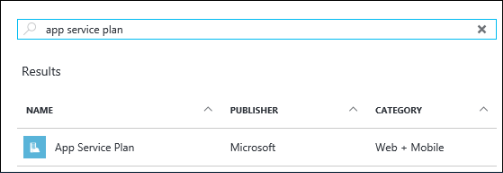 app service plan
Results
NAME PUBLISHER CATEGORY
App Service Plan Microsoft Web + Mobile